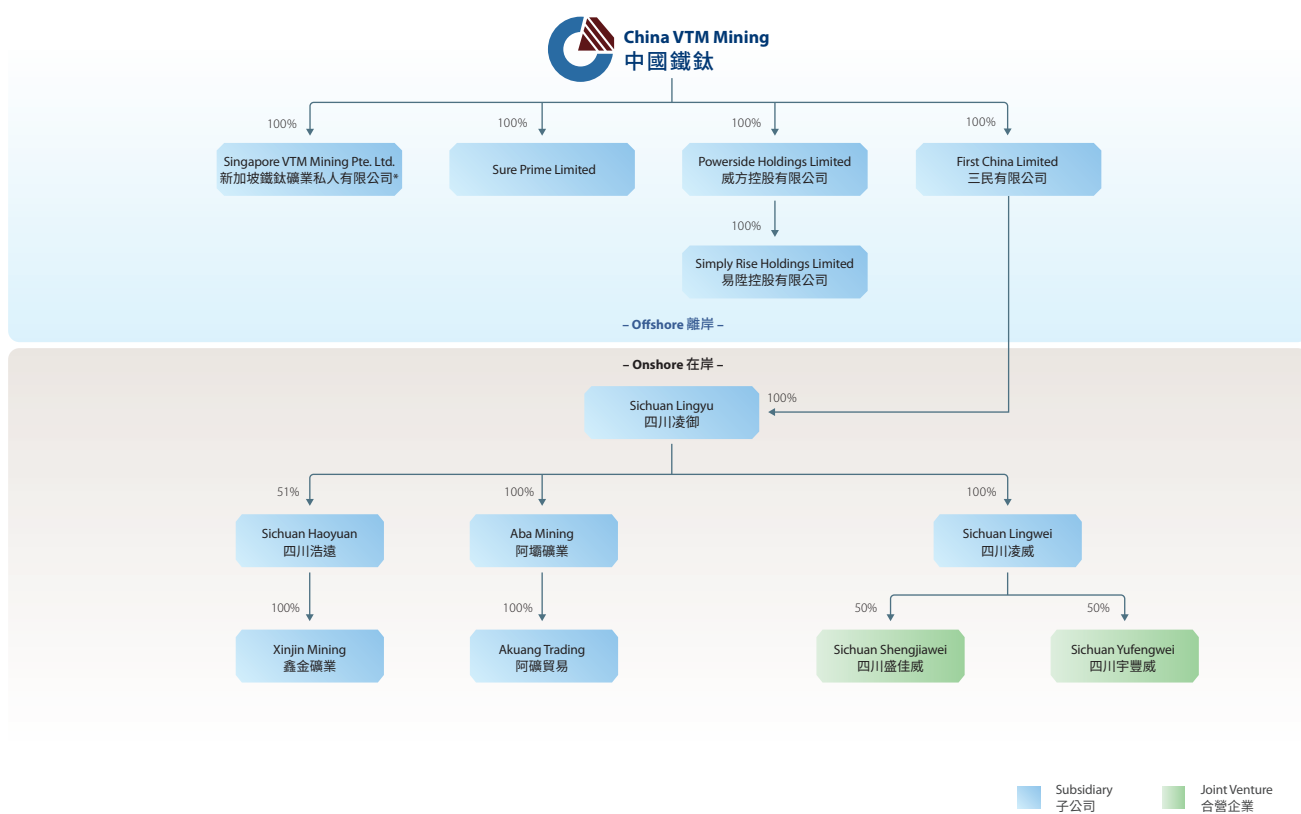 China VTM Mining
中國鐵鈦
100%
100%
100%
100%
Singapore VTM Mining Pte. Ltd.
新加坡鐵鈦礦業私人有限公司*
Sure Prime Limited
Powerside Holdings Limited
威方控股有限公司
First China Limited
三民有限公司
100%
Simply Rise Holdings Limited
易陞控股有限公司
– Offshore 離岸 –
– Onshore 在岸 –
Sichuan Lingyu
四川凌御
100%
51%
100%
100%
Sichuan Haoyuan
四川浩遠
Aba Mining
阿壩礦業
Sichuan Lingwei
四川凌威
100%
100%
50%
50%
Xinjin Mining
鑫金礦業
Akuang Trading
阿礦貿易
Sichuan Shengjiawei
四川盛佳威
Sichuan Yufengwei
四川宇豐威
Subsidiary
子公司
Joint Venture
合營企業